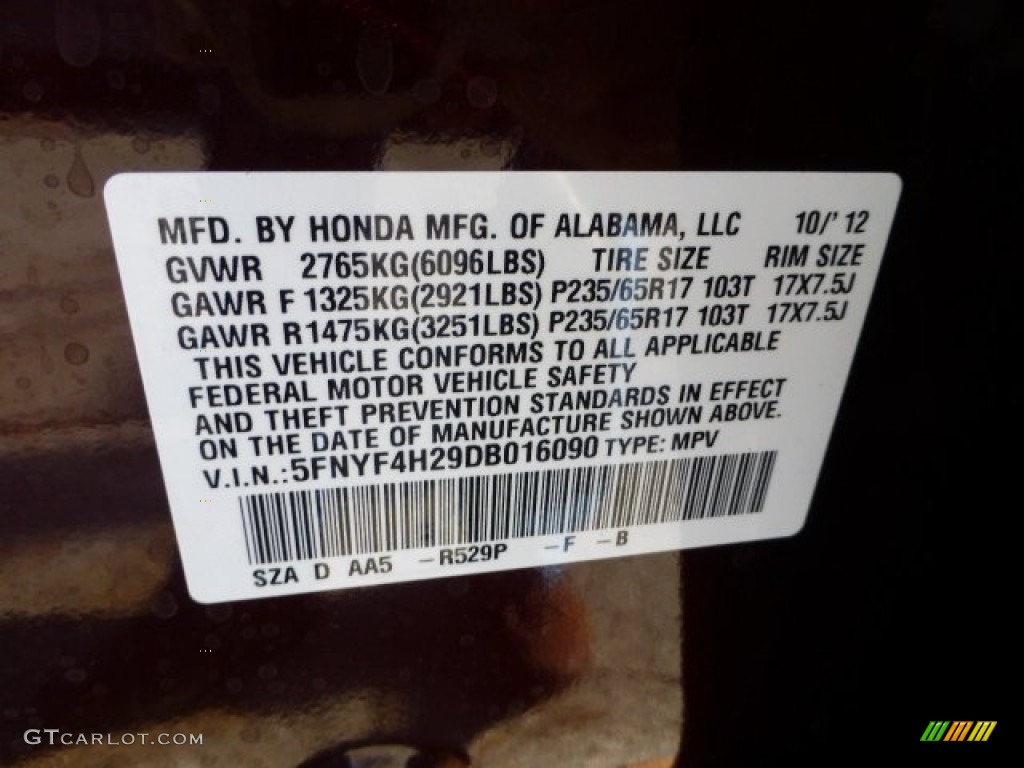 MFD. BY HONDA MFG. OF ALABAMA, LLC 10/' 12
GVWR 2765KG(6096LBS) TIRE SIZE RIM SIZE
GAWR F 1325KG(2921LBS) P235/65R17 103T 17X7.5J
GAWR R 1475KG(3251LBS) P235/65R17 103T 17X7.5J
THIS VEHICLE CONFORMS TO ALL APPLICABLE
FEDERAL MOTOR VEHICLE SAFETY
AND THEFT PREVENTION STANDARDS IN EFFECT
ON THE DATE OF MANUFACTURE SHOWN ABOVE.
V.I.N.: 5FNYF4H29DB016090 TYPE: MPV
SZA D AA5 –R529P –F –B
GTCARLOT.COM